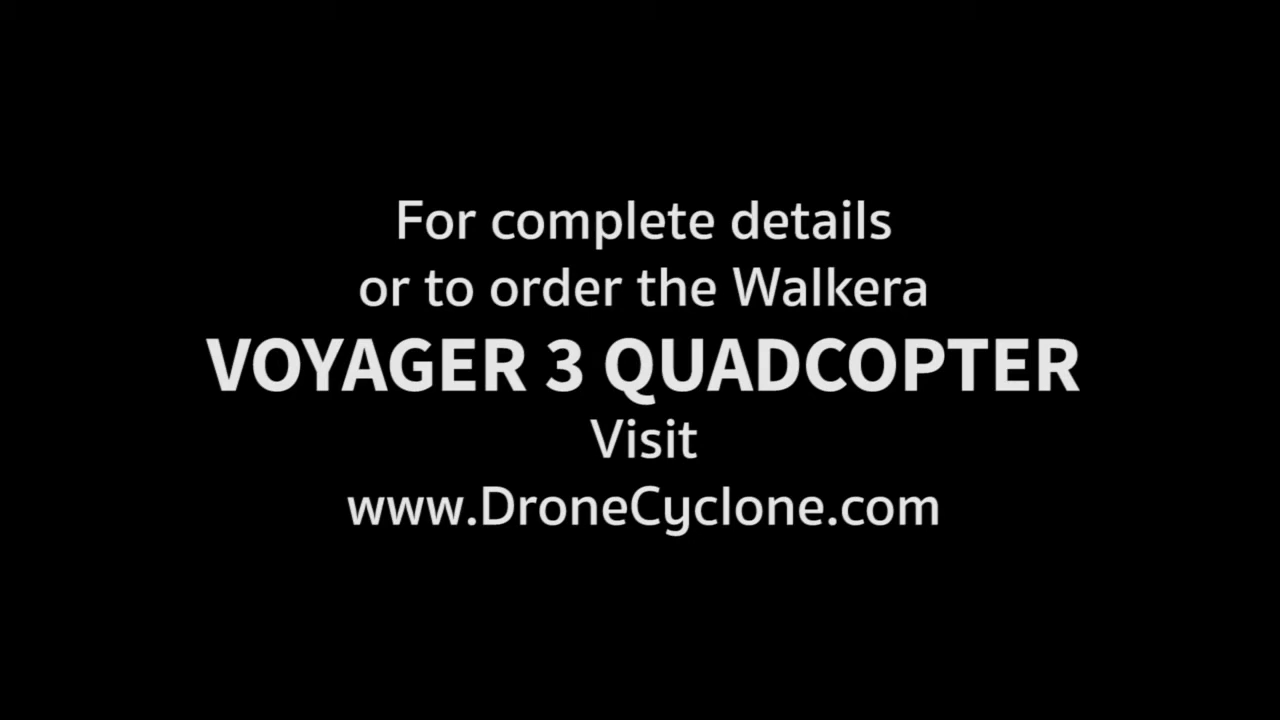 For complete details
or to order the Walkera
VOYAGER 3 QUADCOPTER
Visit
www.DroneCyclone.com